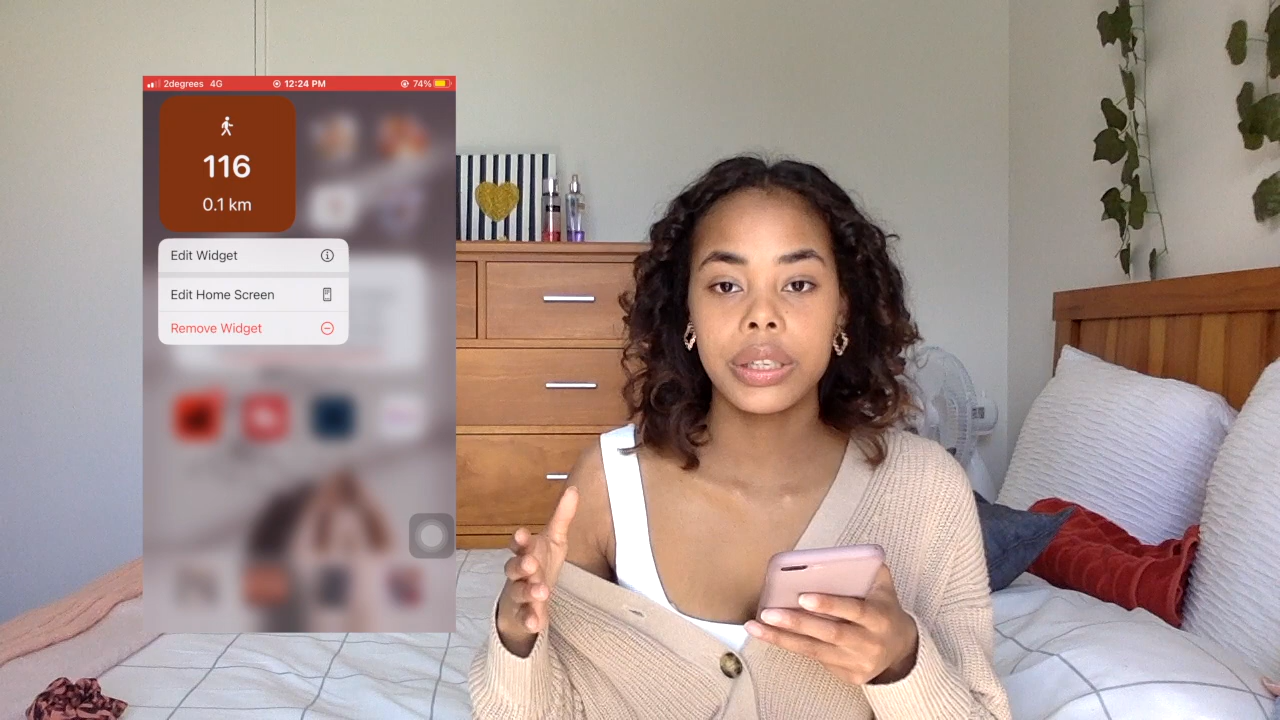 2degrees 4G 12:24 PM 74%
116
0.1 km
Edit Widget
Edit Home Screen
Remove Widget